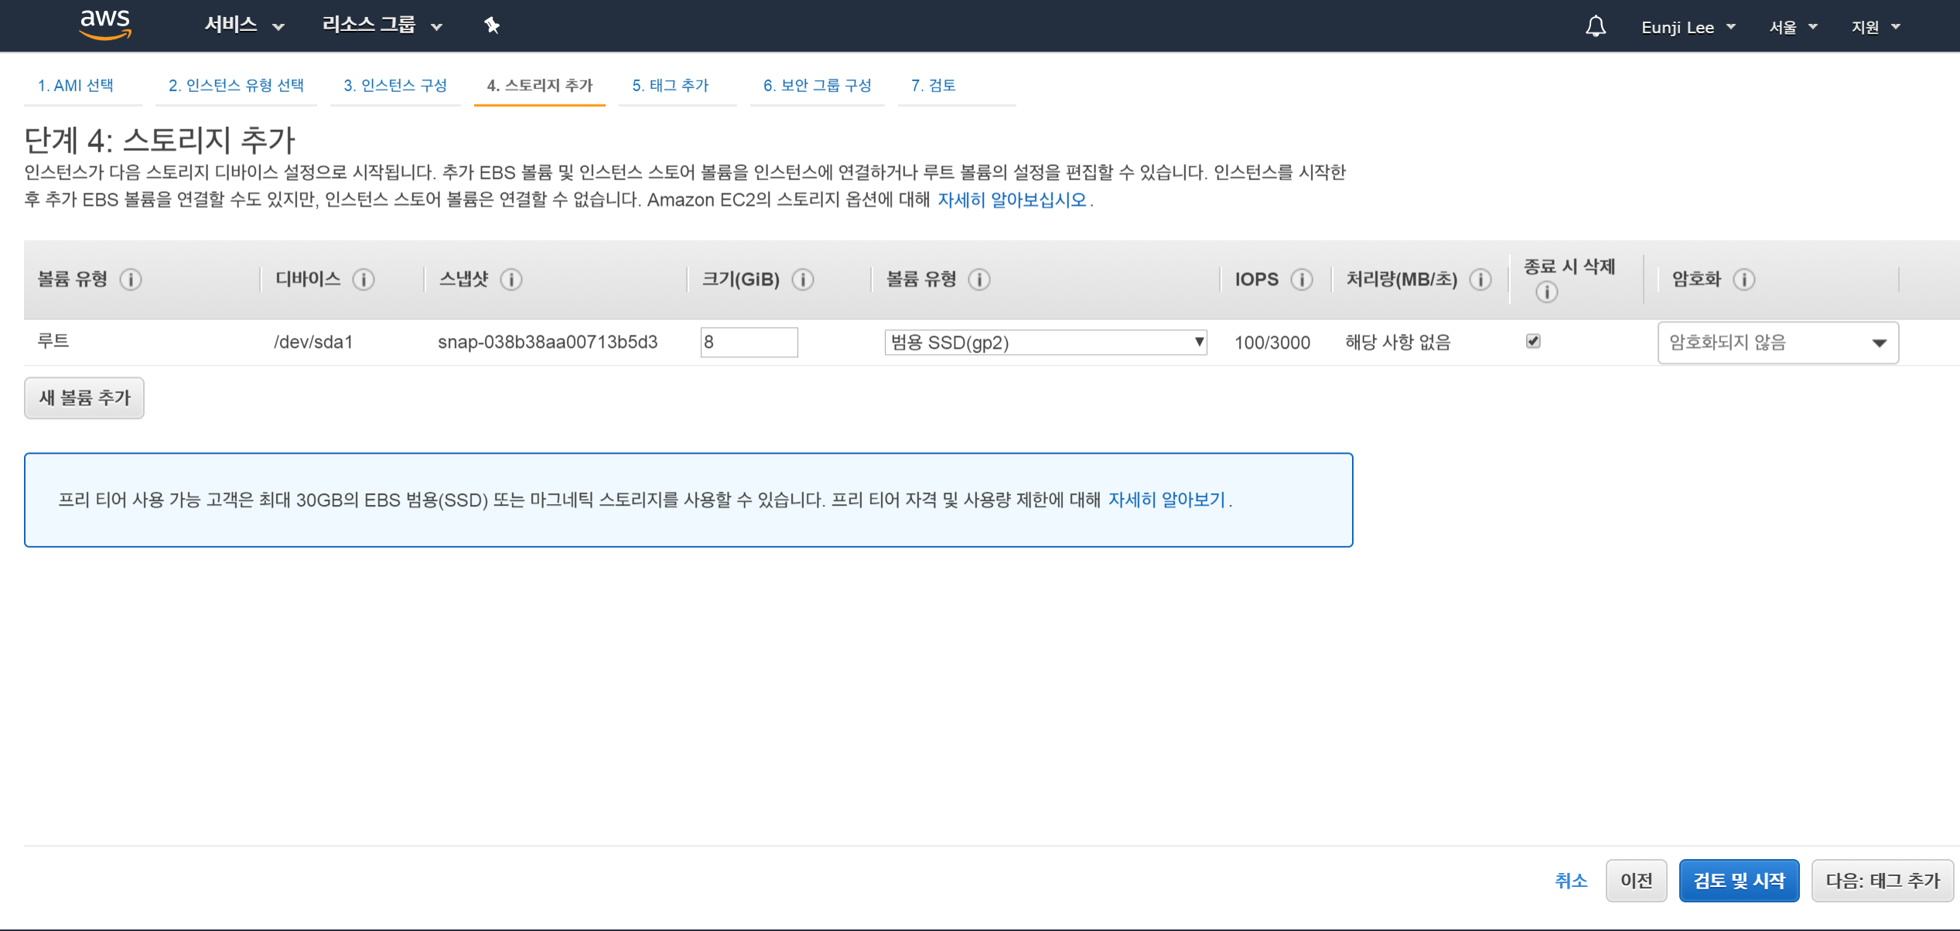 aws 서비스 리소스 그룹 Eunji Lee 서울 지원
1. AMI 선택 2. 인스턴스 유형 선택 3. 인스턴스 구성 4. 스토리지 추가 5. 태그 추가 6. 보안 그룹 구성 7. 검토
단계 4: 스토리지 추가
인스턴스가 다음 스토리지 디바이스 설정으로 시작됩니다. 추가 EBS 볼륨 및 인스턴스 스토어 볼륨을 인스턴스에 연결하거나 루트 볼륨의 설정을 편집할 수 있습니다. 인스턴스를 시작한
후 추가 EBS 볼륨을 연결할 수도 있지만, 인스턴스 스토어 볼륨은 연결할 수 없습니다. Amazon EC2의 스토리지 옵션에 대해 자세히 알아보십시오.
볼륨 유형 디바이스 스냅샷 크기(GiB) 볼륨 유형 IOPS 처리량(MB/초) 종료 시 삭제 암호화
루트 /dev/sda1 snap-038b38aa00713b5d3 8 범용 SSD(gp2) 100/3000 해당 사항 없음 암호화되지 않음
새 볼륨 추가
프리 티어 사용 가능 고객은 최대 30GB의 EBS 범용(SSD) 또는 마그네틱 스토리지를 사용할 수 있습니다. 프리 티어 자격 및 사용량 제한에 대해 자세히 알아보기.
취소 이전 검토 및 시작 다음: 태그 추가